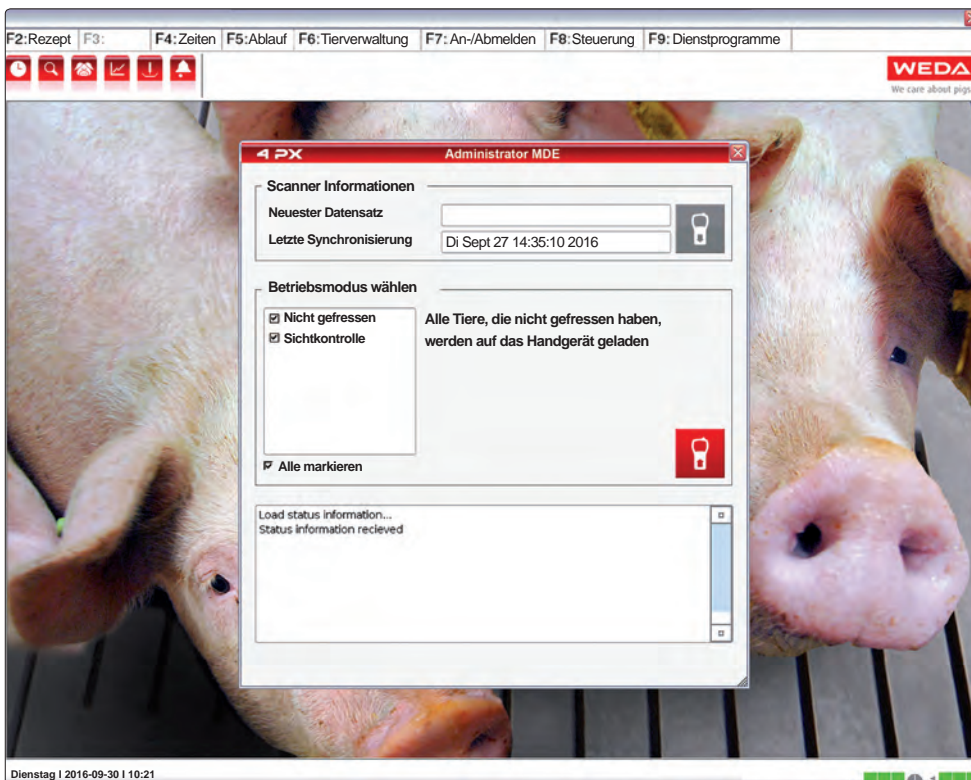 F2:Rezept F3: F4:Zeiten F5:Ablauf F6:Tierverwaltung F7:An-/Abmelden F8:Steuerung F9:Dienstprogramme
WEDA
We care about pigs
4 PX Administrator MDE
Scanner Informationen
Neuester Datensatz
Letzte Synchronisierung Di Sept 27 14:35:10 2016
Betriebsmodus wählen
Nicht gefressen
Sichtkontrolle
Alle Tiere, die nicht gefressen haben,
werden auf das Handgerät geladen
Alle markieren
Load status information...
Status information recieved
Dienstag I 2016-09-30 I 10:21